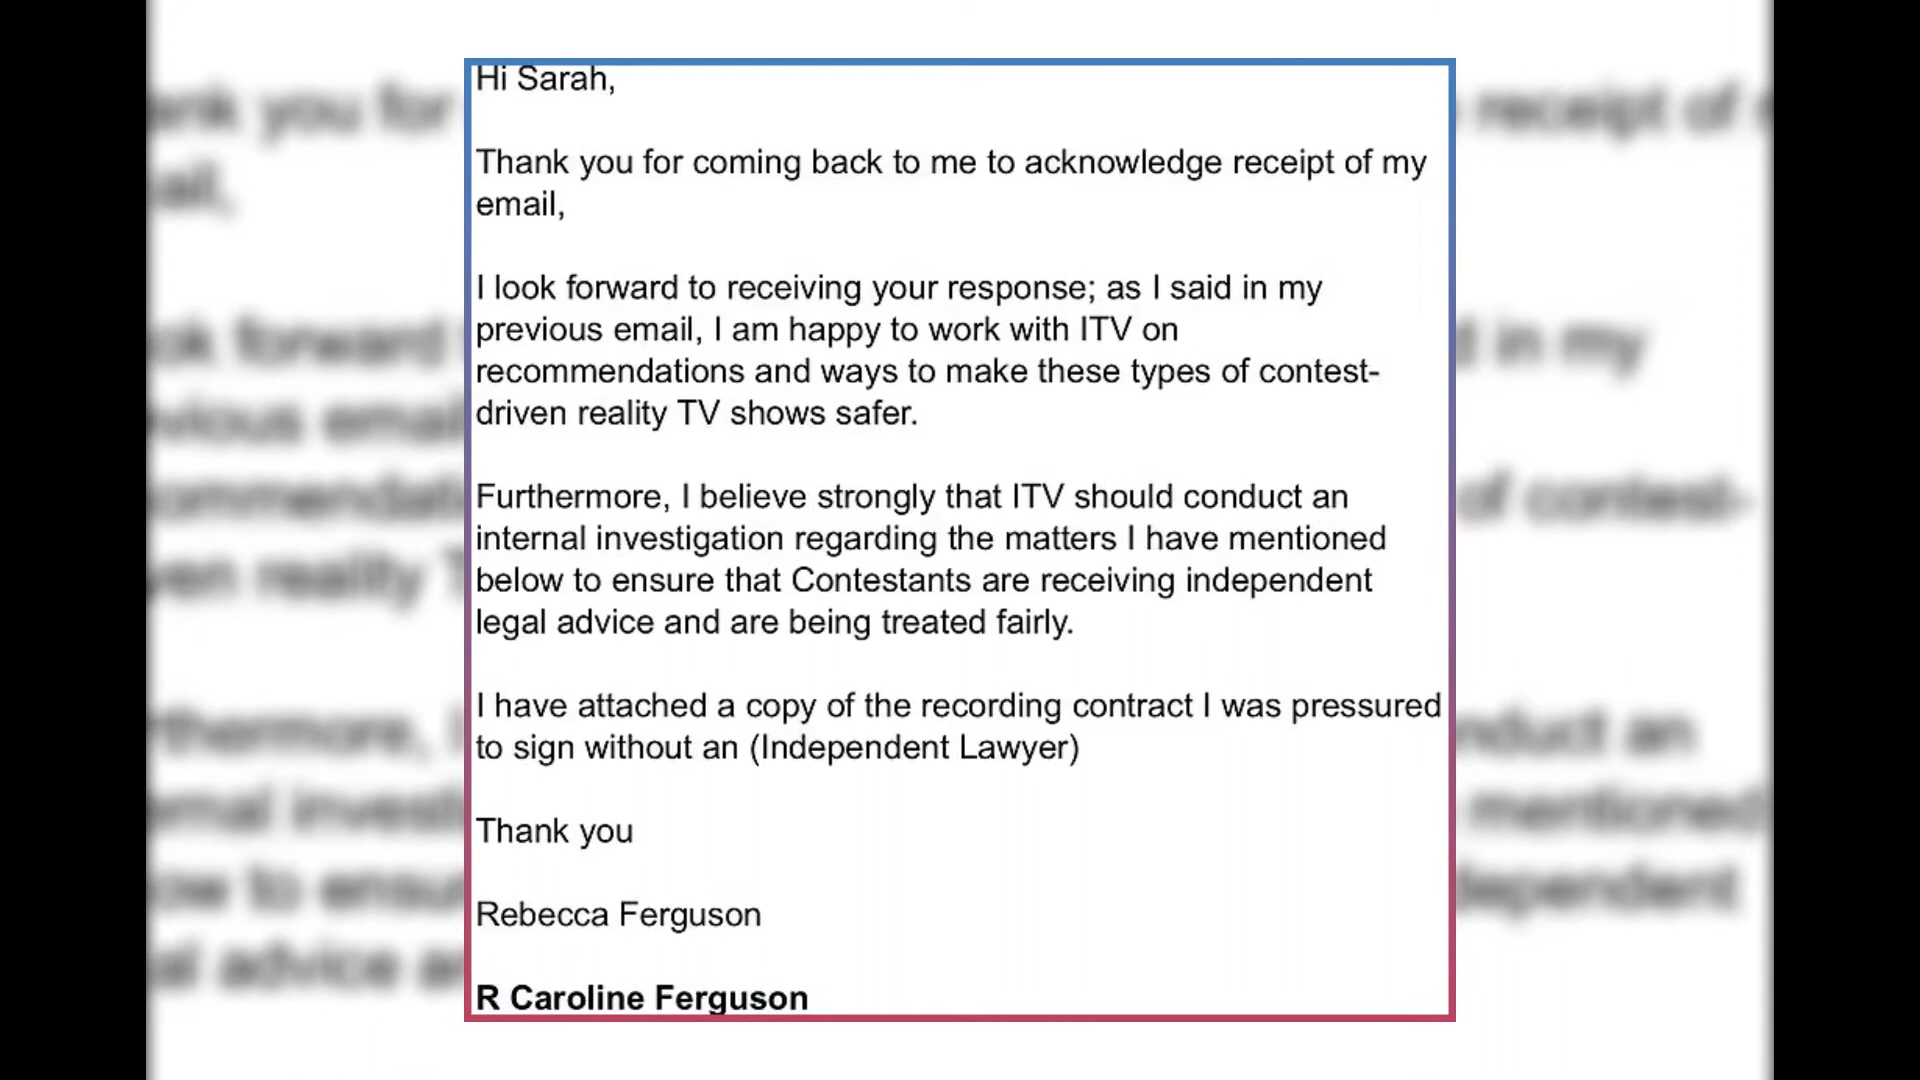 Hi Sarah,
Thank you for coming back to me to acknowledge receipt of my
email,
I look forward to receiving your response; as I said in my
previous email, I am happy to work with ITV on
recommendations and ways to make these types of contest-
driven reality TV shows safer.
Furthermore, I believe strongly that ITV should conduct an
internal investigation regarding the matters I have mentioned
below to ensure that Contestants are receiving independent
legal advice and are being treated fairly.
I have attached a copy of the recording contract I was pressured
to sign without an (Independent Lawyer)
Thank you
Rebecca Ferguson
R Caroline Ferguson